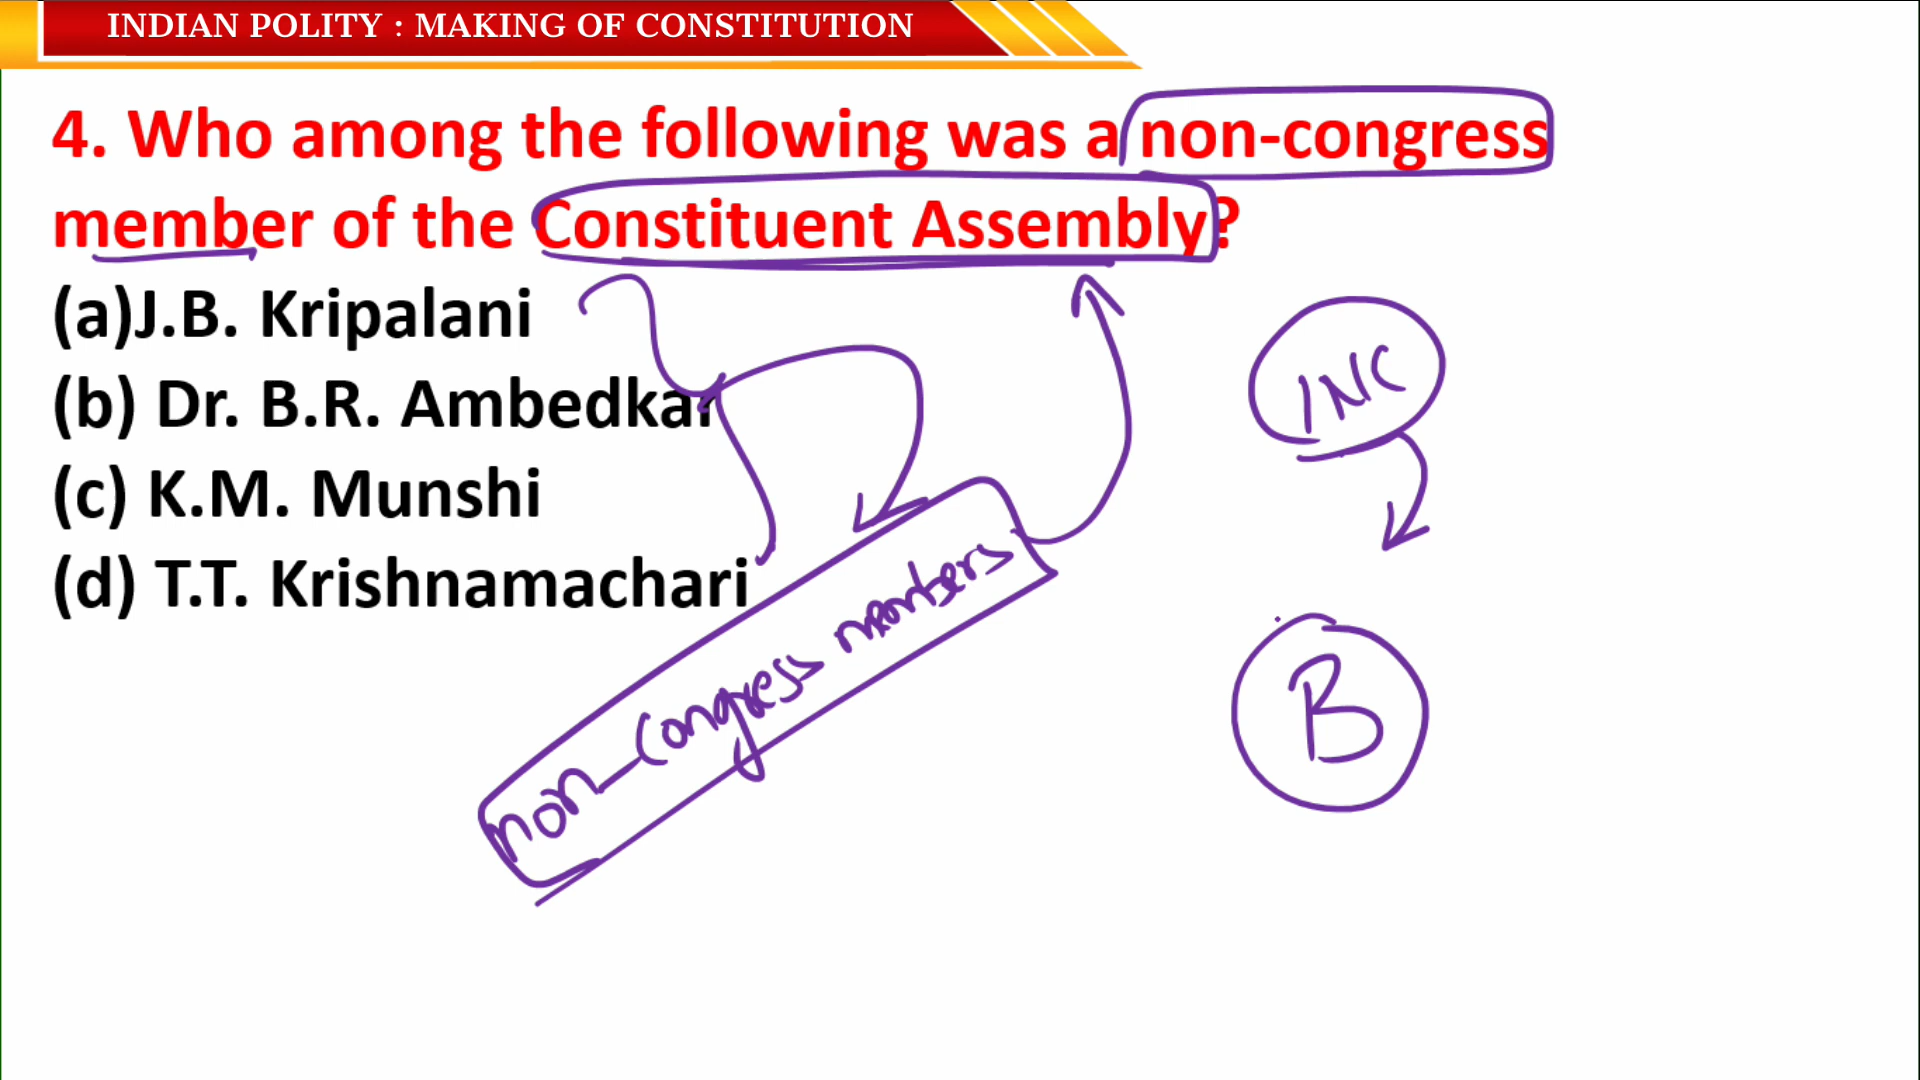 INDIAN POLITY : MAKING OF CONSTITUTION
4. Who among the following was a non-congress
member of the Constituent Assembly?
(a)J.B. Kripalani
(b) Dr. B.R. Ambedkar
(c) K.M. Munshi
(d) T.T. Krishnamachari
INC
non-Congress members
B